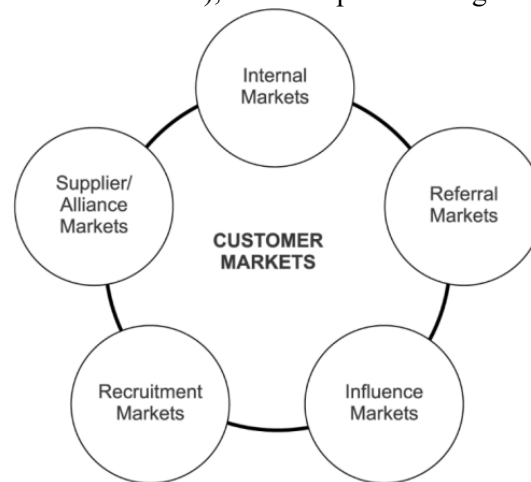 Internal
Markets
Supplier/
Alliance
Markets
Referral
Markets
CUSTOMER
MARKETS
Recruitment
Markets
Influence
Markets